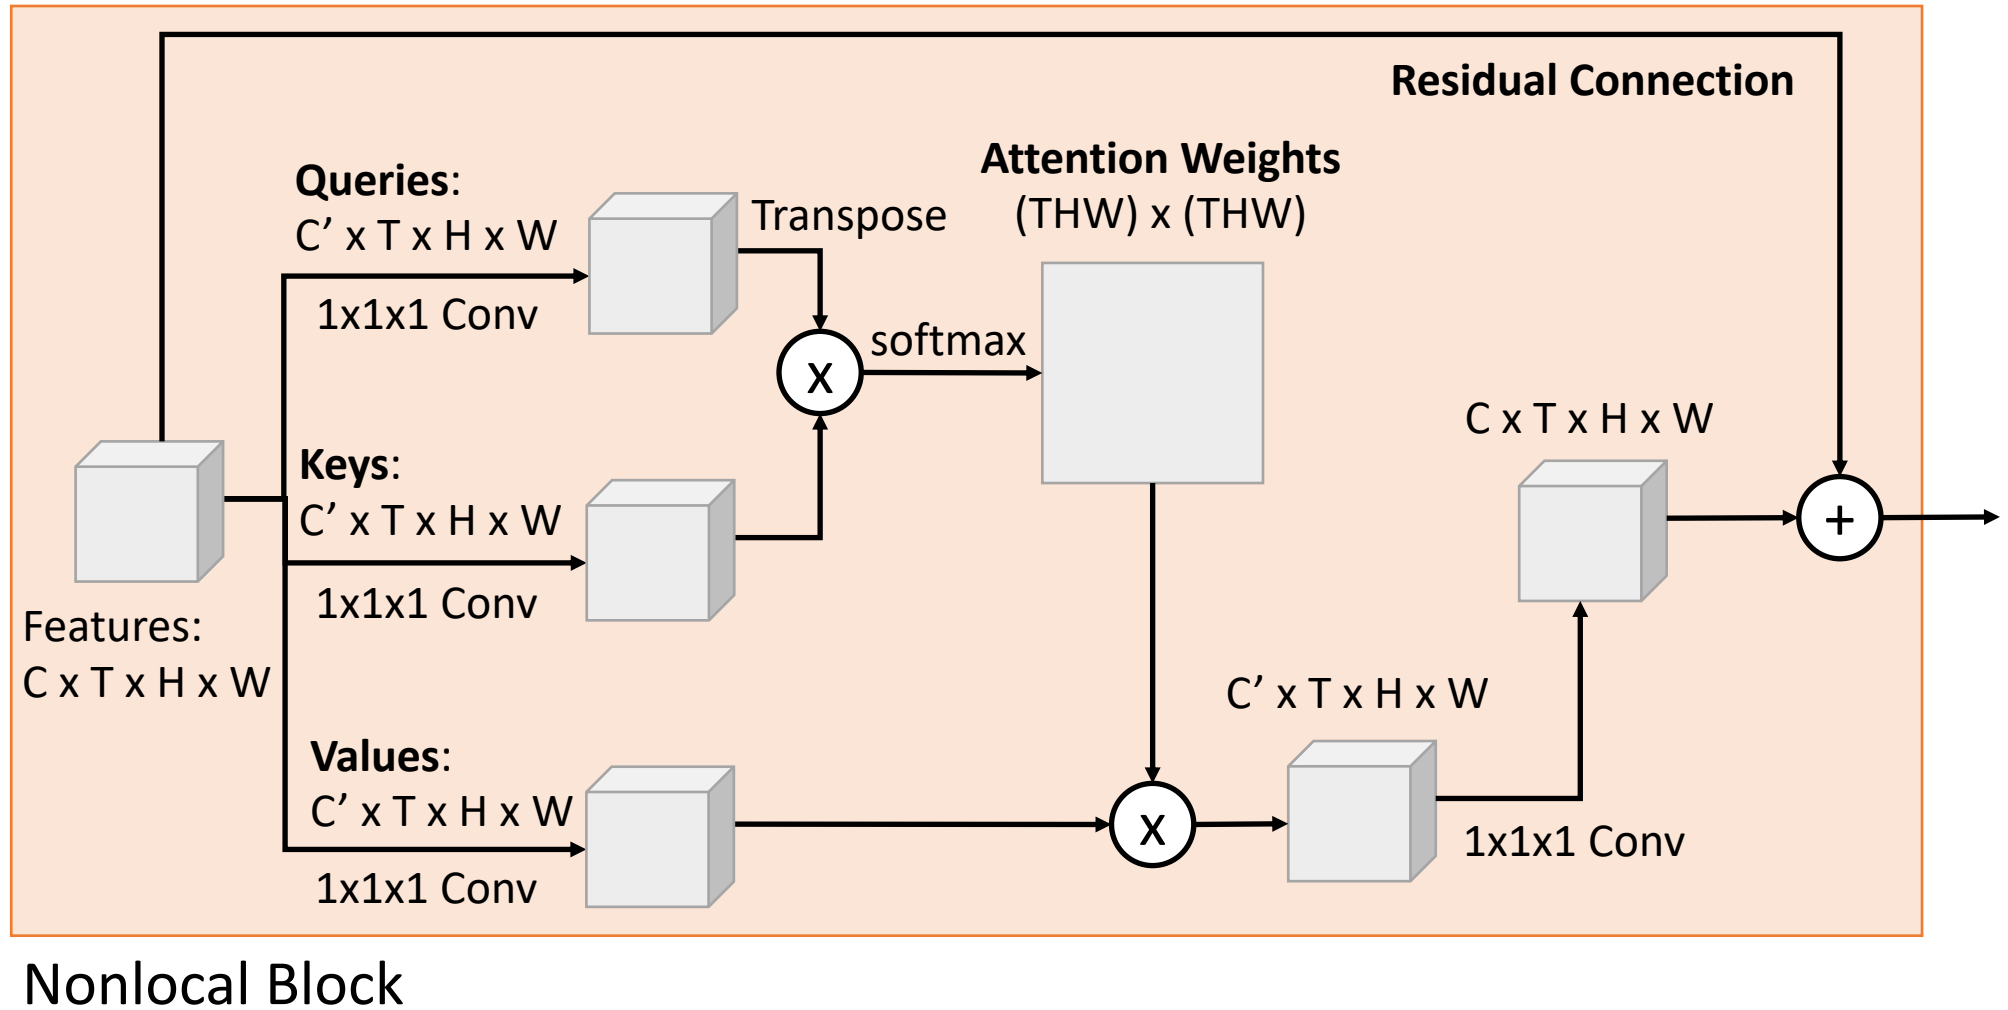 Residual Connection
Attention Weights
(THW) x (THW)
Queries:
C’ x T x H x W
1x1x1 Conv
Transpose
x
softmax
Keys:
C’ x T x H x W
1x1x1 Conv
Features:
C x T x H x W
Values:
C’ x T x H x W
1x1x1 Conv
x
C’ x T x H x W
1x1x1 Conv
C x T x H x W
+
Nonlocal Block